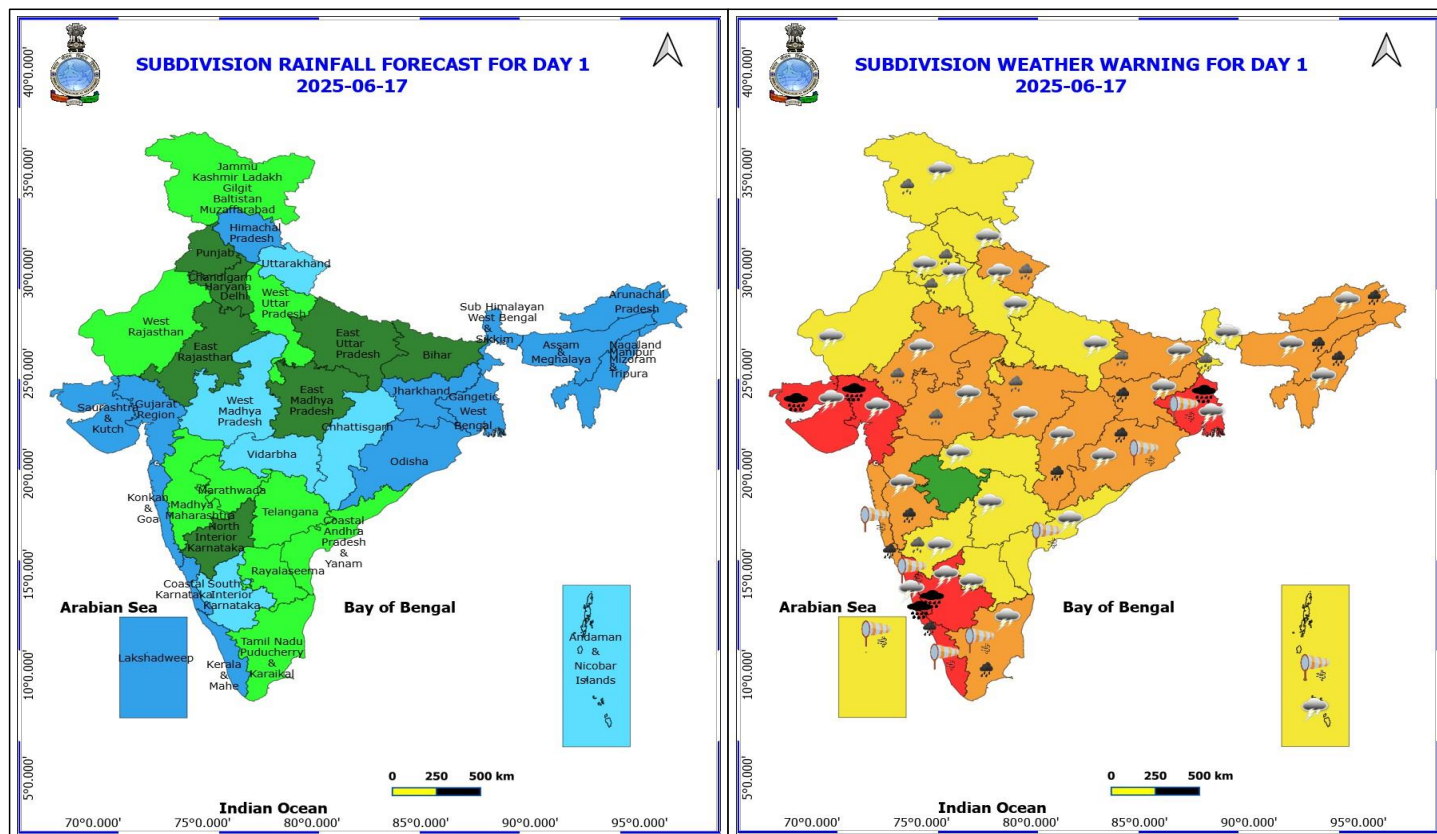 SUBDIVISION RAINFALL FORECAST FOR DAY 1
2025-06-17
40°0.000'
35°0.000'
30°0.000'
25°0.000'
20°0.000'
15°0.000'
10°0.000'
5°0.000'
Jammu
Kashmir Ladakh
Gilgit
Baltistan
Muzaffarabad
Himachal
Pradesh
Punjab
Uttarakhand
Chandigarh
Haryana
Delhi
West
Uttar
Pradesh
West
Rajasthan
East
Rajasthan
East
Uttar
Pradesh
Bihar
Sub Himalayan
West Bengal
&
Sikkim
Arunachal
Pradesh
Assam
&
Meghalaya
Nagaland
Manipur
Mizoram
&
Tripura
Saurashtra
&
Kutch
Gujarat
Region
West
Madhya
Pradesh
East
Madhya
Pradesh
Jharkhand
Gangetic
West
Bengal
Chhattisgarh
Vidarbha
Odisha
Konkan
&
Goa
Marathwada
Madhya
Maharashtra
Telangana
North
Interior
Karnataka
Coastal
Andhra
Pradesh
&
Yanam
Rayalaseema
Coastal
Karnataka
South
Interior
Karnataka
Arabian Sea
Bay of Bengal
Tamil Nadu
Puducherry
&
Karaikal
Lakshadweep
Kerala
&
Mahe
Andaman
&
Nicobar
Islands
0 250 500 km
Indian Ocean
70°0.000' 75°0.000' 80°0.000' 85°0.000' 90°0.000' 95°0.000'
SUBDIVISION WEATHER WARNING FOR DAY 1
2025-06-17
40°0.000'
35°0.000'
30°0.000'
25°0.000'
20°0.000'
15°0.000'
10°0.000'
5°0.000'
Arabian Sea
Bay of Bengal
0 250 500 km
Indian Ocean
70°0.000' 75°0.000' 80°0.000' 85°0.000' 90°0.000' 95°0.000'